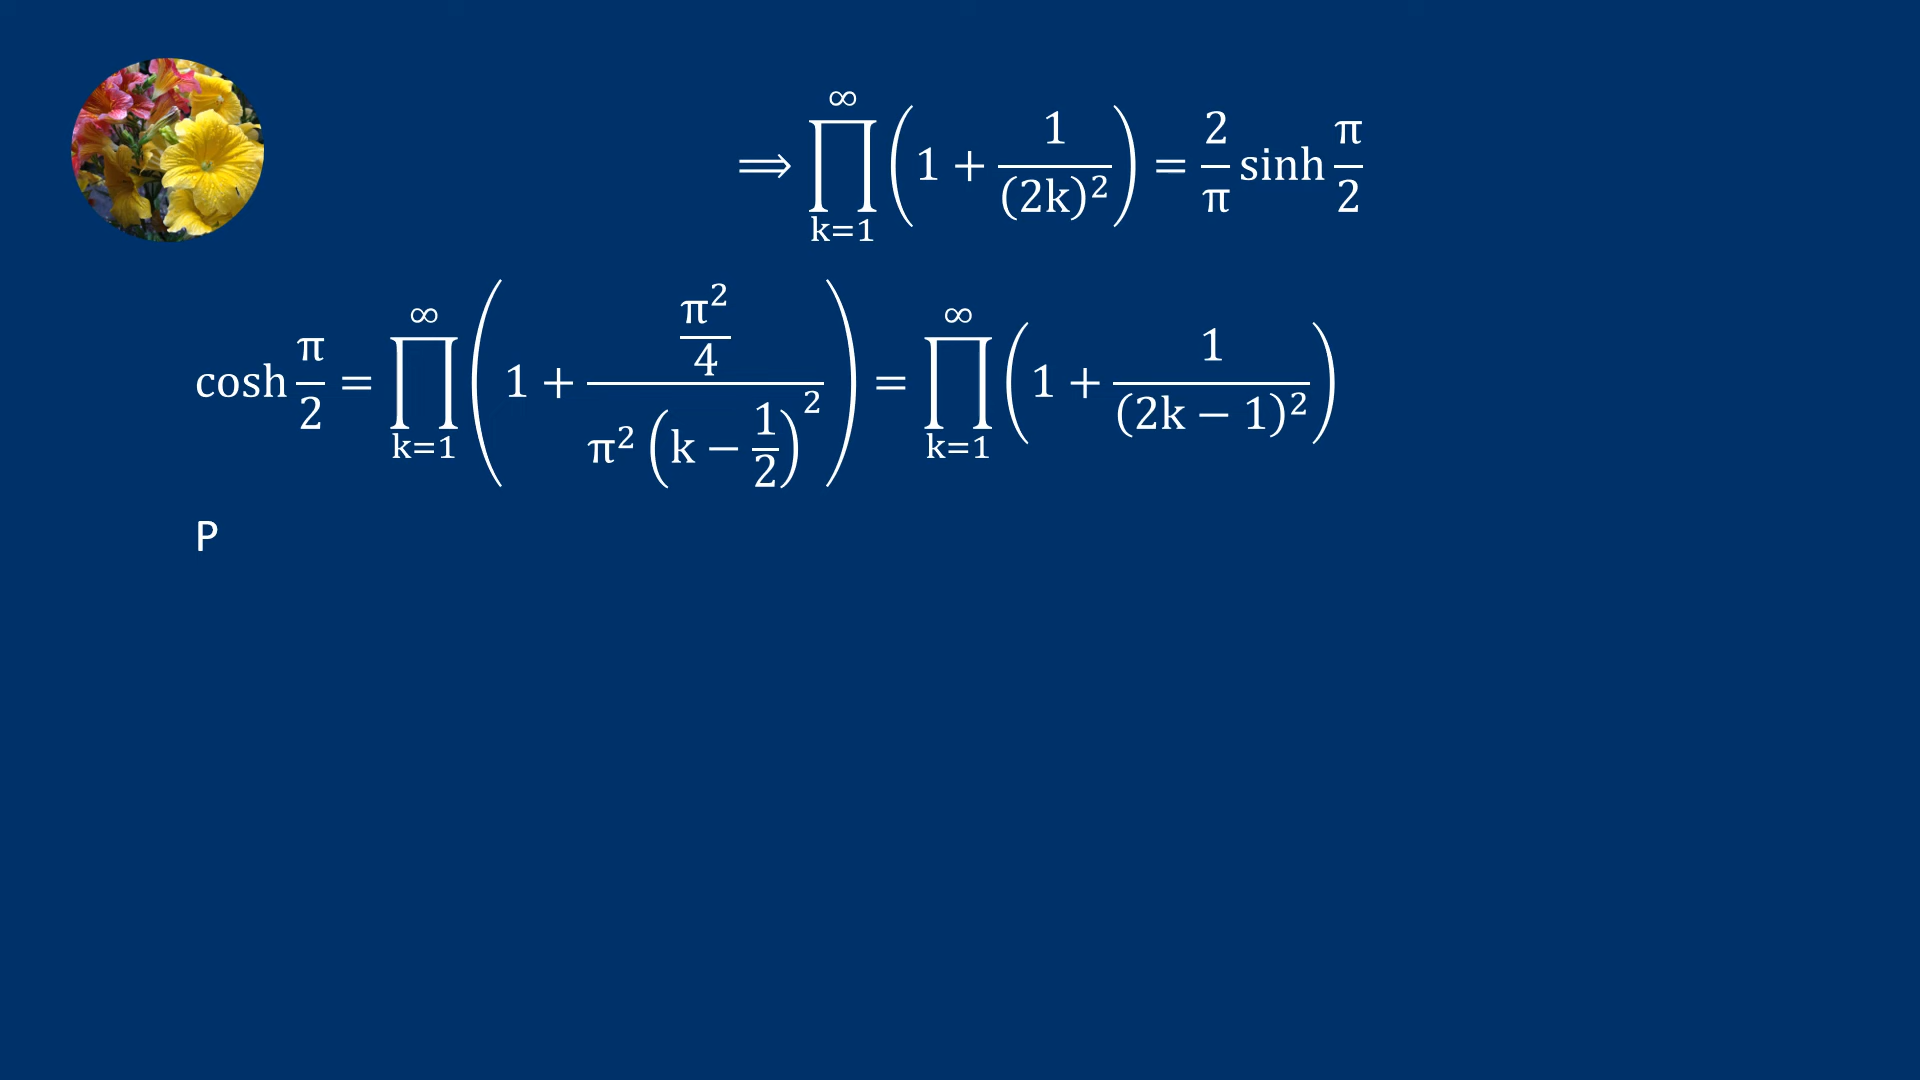 ⟹ ∏_{k=1}^{∞} (1 + 1/(2k)²) = 2/π sinh π/2
cosh π/2 = ∏_{k=1}^{∞} (1 + (π²/4)/(π² (k − 1/2)²)) = ∏_{k=1}^{∞} (1 + 1/(2k − 1)²)
P